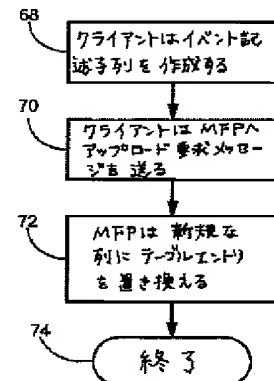 68
クライアントはイベント記
述子列を作成する
70
クライアントはMFPへ
アップロード要求メッセー
ジを送る
72
MFPは新規な
列にテーブルエントリ
を置き換える
74
終了